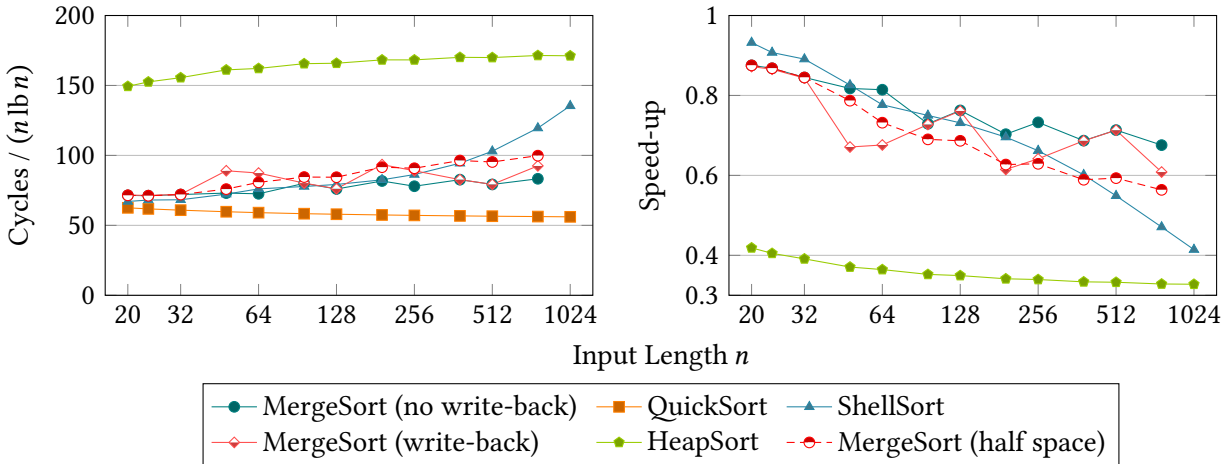 Cycles / (n lb n)
200
150
100
50
0
20 32 64 128 256 512 1024
Speed-up
1
0.8
0.6
0.4
0.3
20 32 64 128 256 512 1024
Input Length n
MergeSort (no write-back) QuickSort ShellSort
MergeSort (write-back) HeapSort MergeSort (half space)